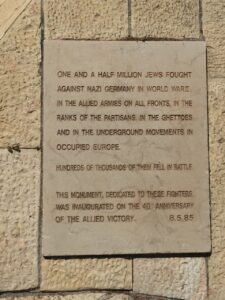 ONE AND A HALF MILLION JEWS FOUGHT
AGAINST NAZI GERMANY IN WORLD WAR II:
IN THE ALLIED ARMIES ON ALL FRONTS, IN THE
RANKS OF THE PARTISANS, IN THE GHETTOES
AND IN THE UNDERGROUND MOVEMENTS IN
OCCUPIED EUROPE.
HUNDREDS OF THOUSANDS OF THEM FELL IN BATTLE.
THIS MONUMENT, DEDICATED TO THESE FIGHTERS,
WAS INAUGURATED ON THE 40. ANNIVERSARY
OF THE ALLIED VICTORY. 8.5.85